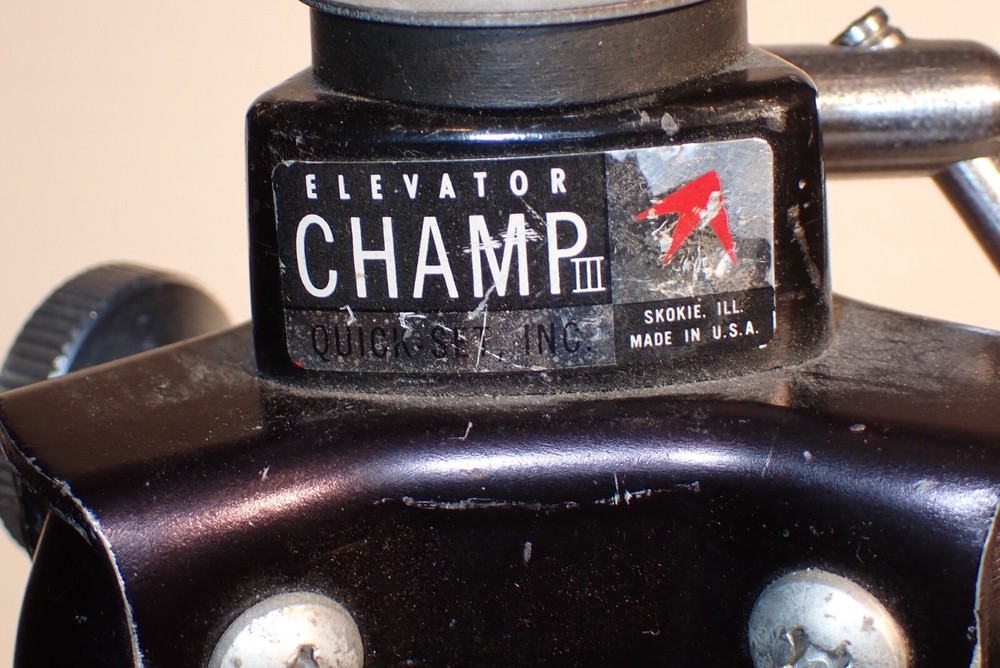 ELEVATOR
CHAMP III
QUICK-SET, INC.
SKOKIE, ILL.
MADE IN U.S.A.